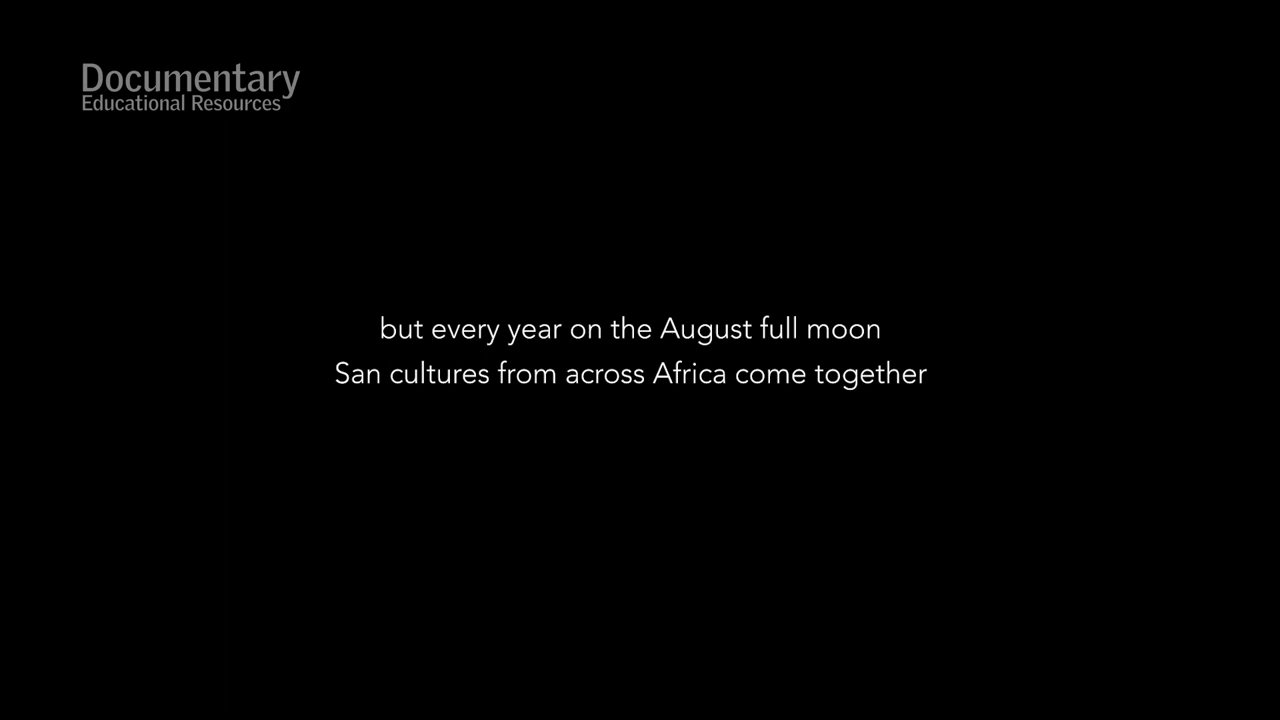 Documentary
Educational Resources
but every year on the August full moon
San cultures from across Africa come together